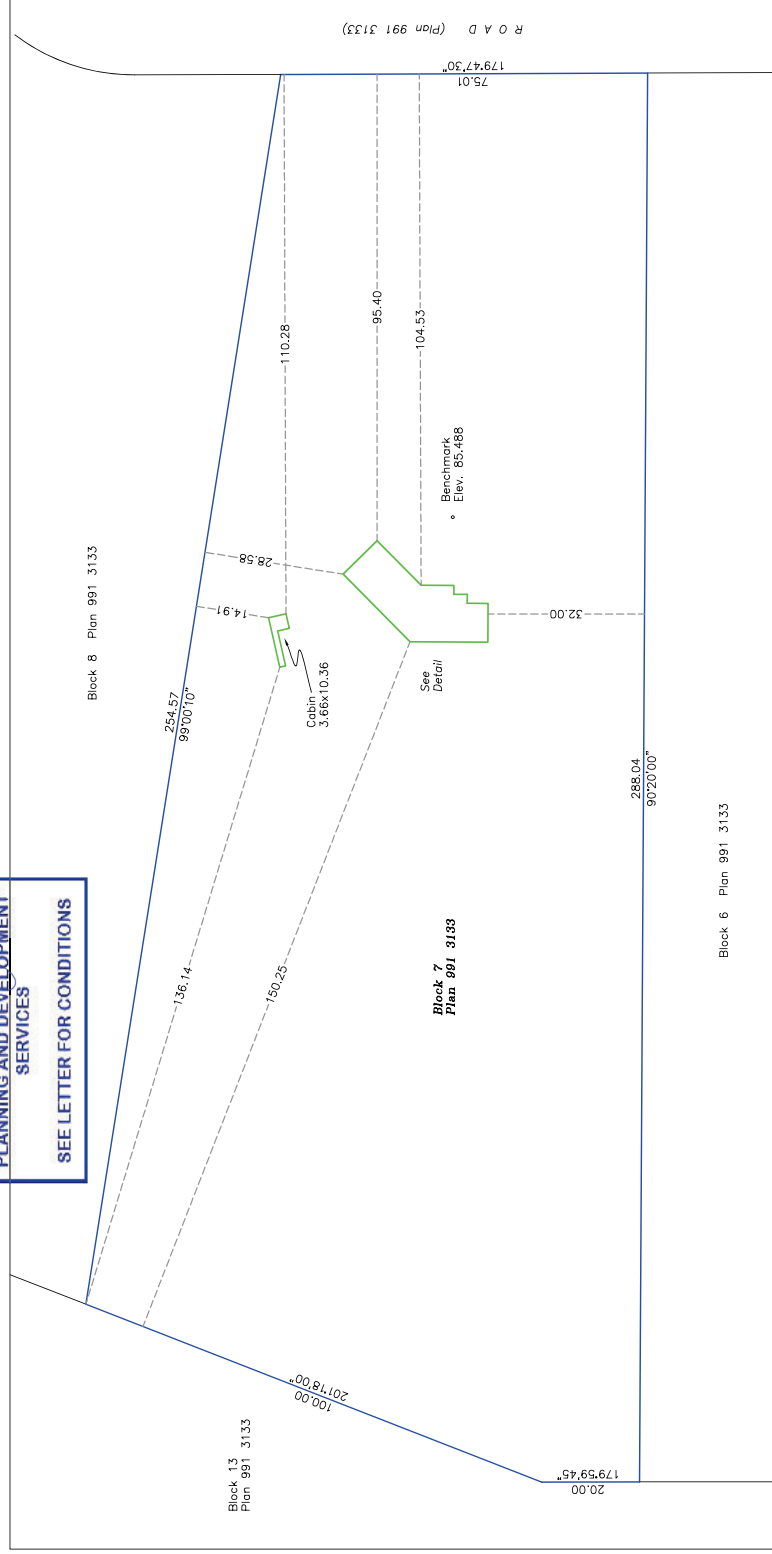 ROAD (Plan 991 3133)
179°47'30"
75.01
110.28
95.40
104.53
Benchmark
Elev. 85.488
28.58
14.91
32.00
Block 8 Plan 991 3133
Cabin
3.66x10.36
See
Detail
254.57
99°00'10"
288.04
90°20'00"
Block 6 Plan 991 3133
PLANNING AND DEVELOPMENT
SERVICES
SEE LETTER FOR CONDITIONS
136.14
150.25
Block 7
Plan 991 3133
201°18'00"
100.00
Block 13
Plan 991 3133
179°59'45"
20.00